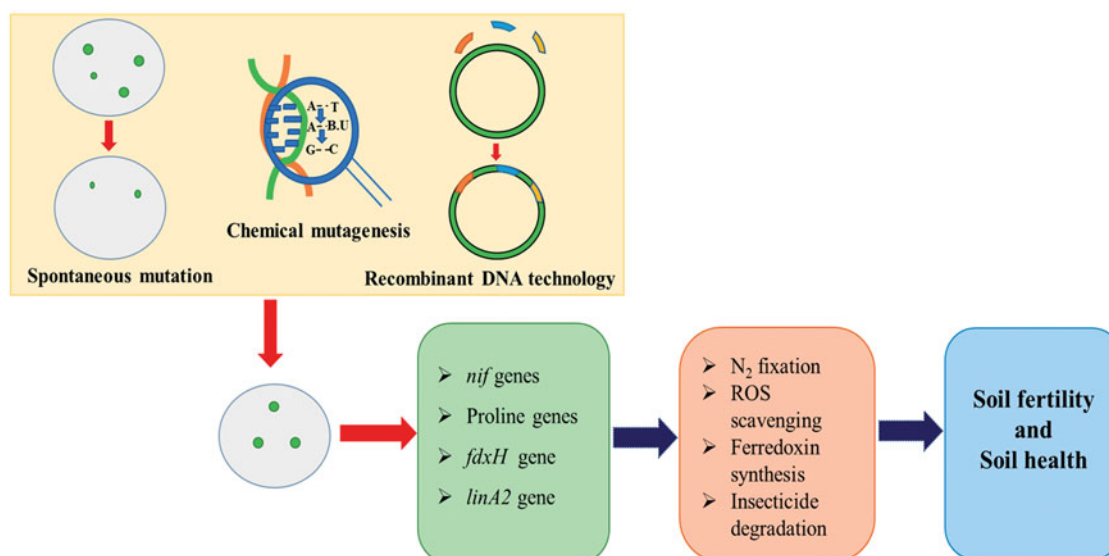 A-·T
A-·B.U
G--C
Chemical mutagenesis
Spontaneous mutation
Recombinant DNA technology
➢ nif genes
➢ Proline genes
➢ fdxH gene
➢ linA2 gene
➢ N₂ fixation
➢ ROS
scavenging
➢ Ferredoxin
synthesis
➢ Insecticide
degradation
Soil fertility
and
Soil health